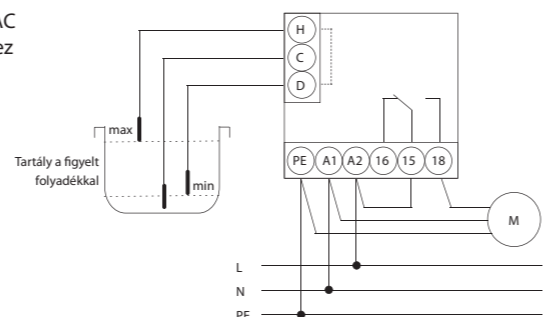 AC
ez
H
C
D
max
Tartály a figyelt
folyadékkal
min
PE A1 A2 16 15 18
M
L
N
PE